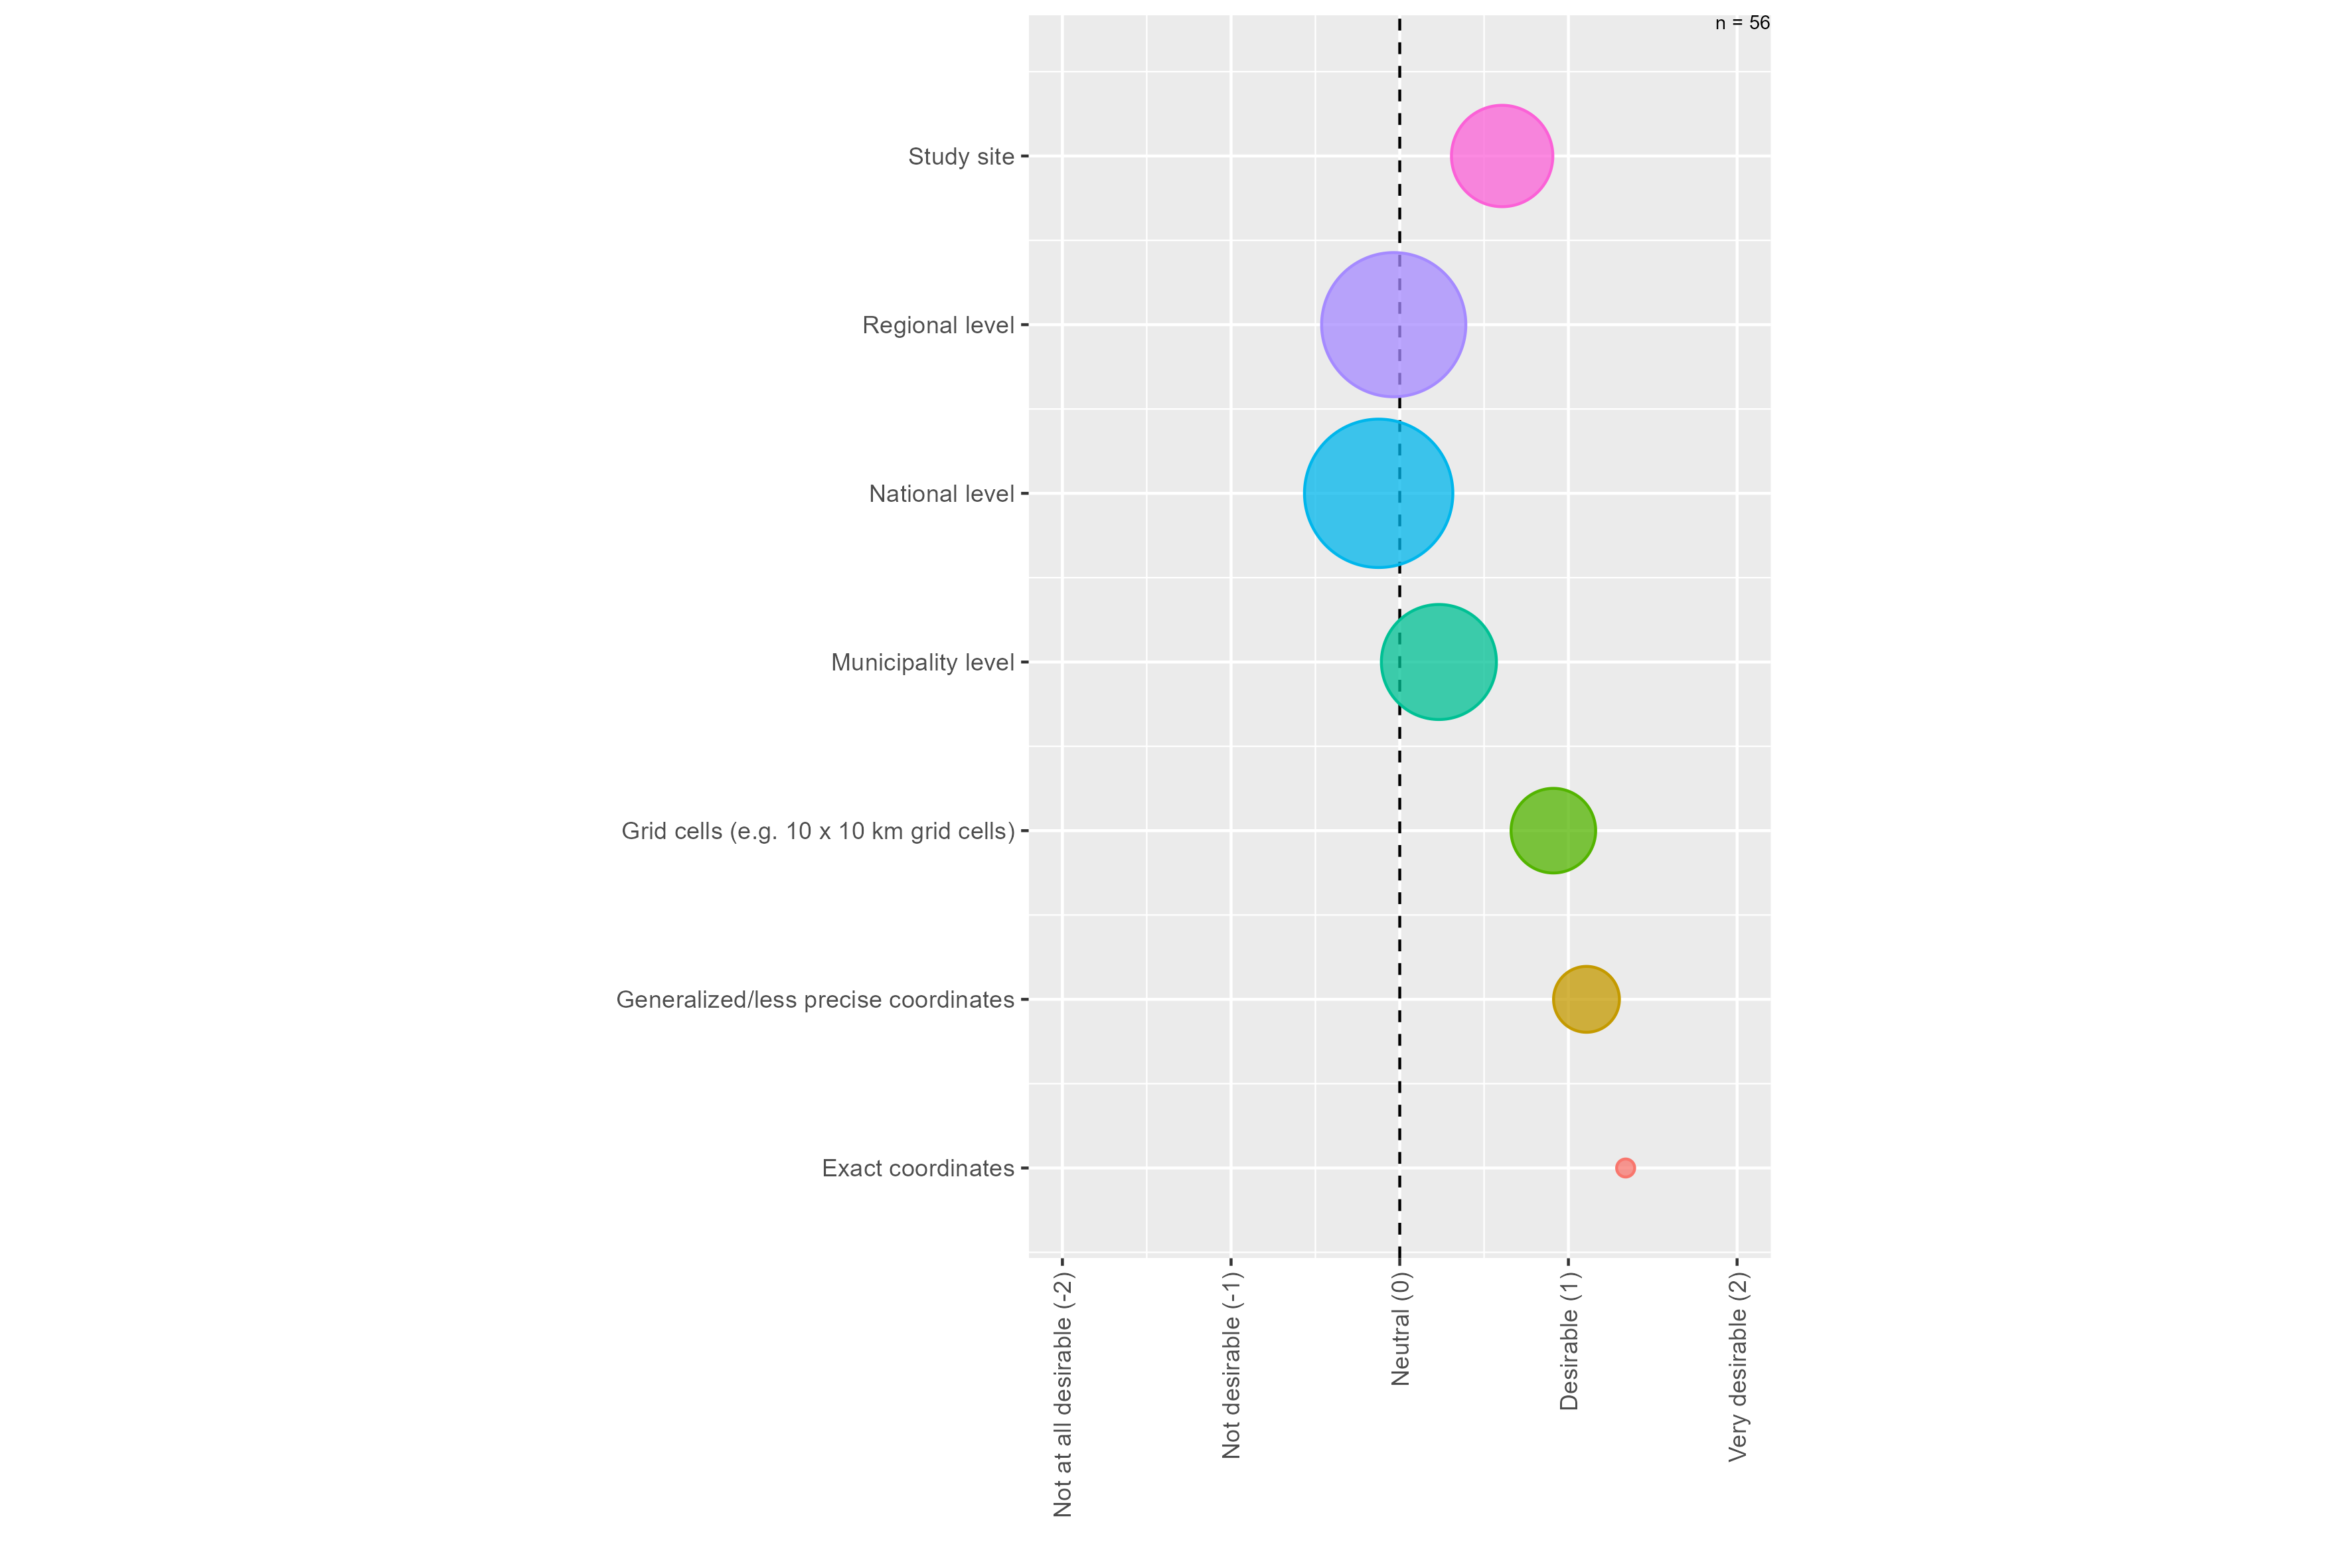 n = 56
Study site
Regional level
National level
Municipality level
Grid cells (e.g. 10 x 10 km grid cells)
Generalized/less precise coordinates
Exact coordinates
Not at all desirable (-2)
Not desirable (-1)
Neutral (0)
Desirable (1)
Very desirable (2)